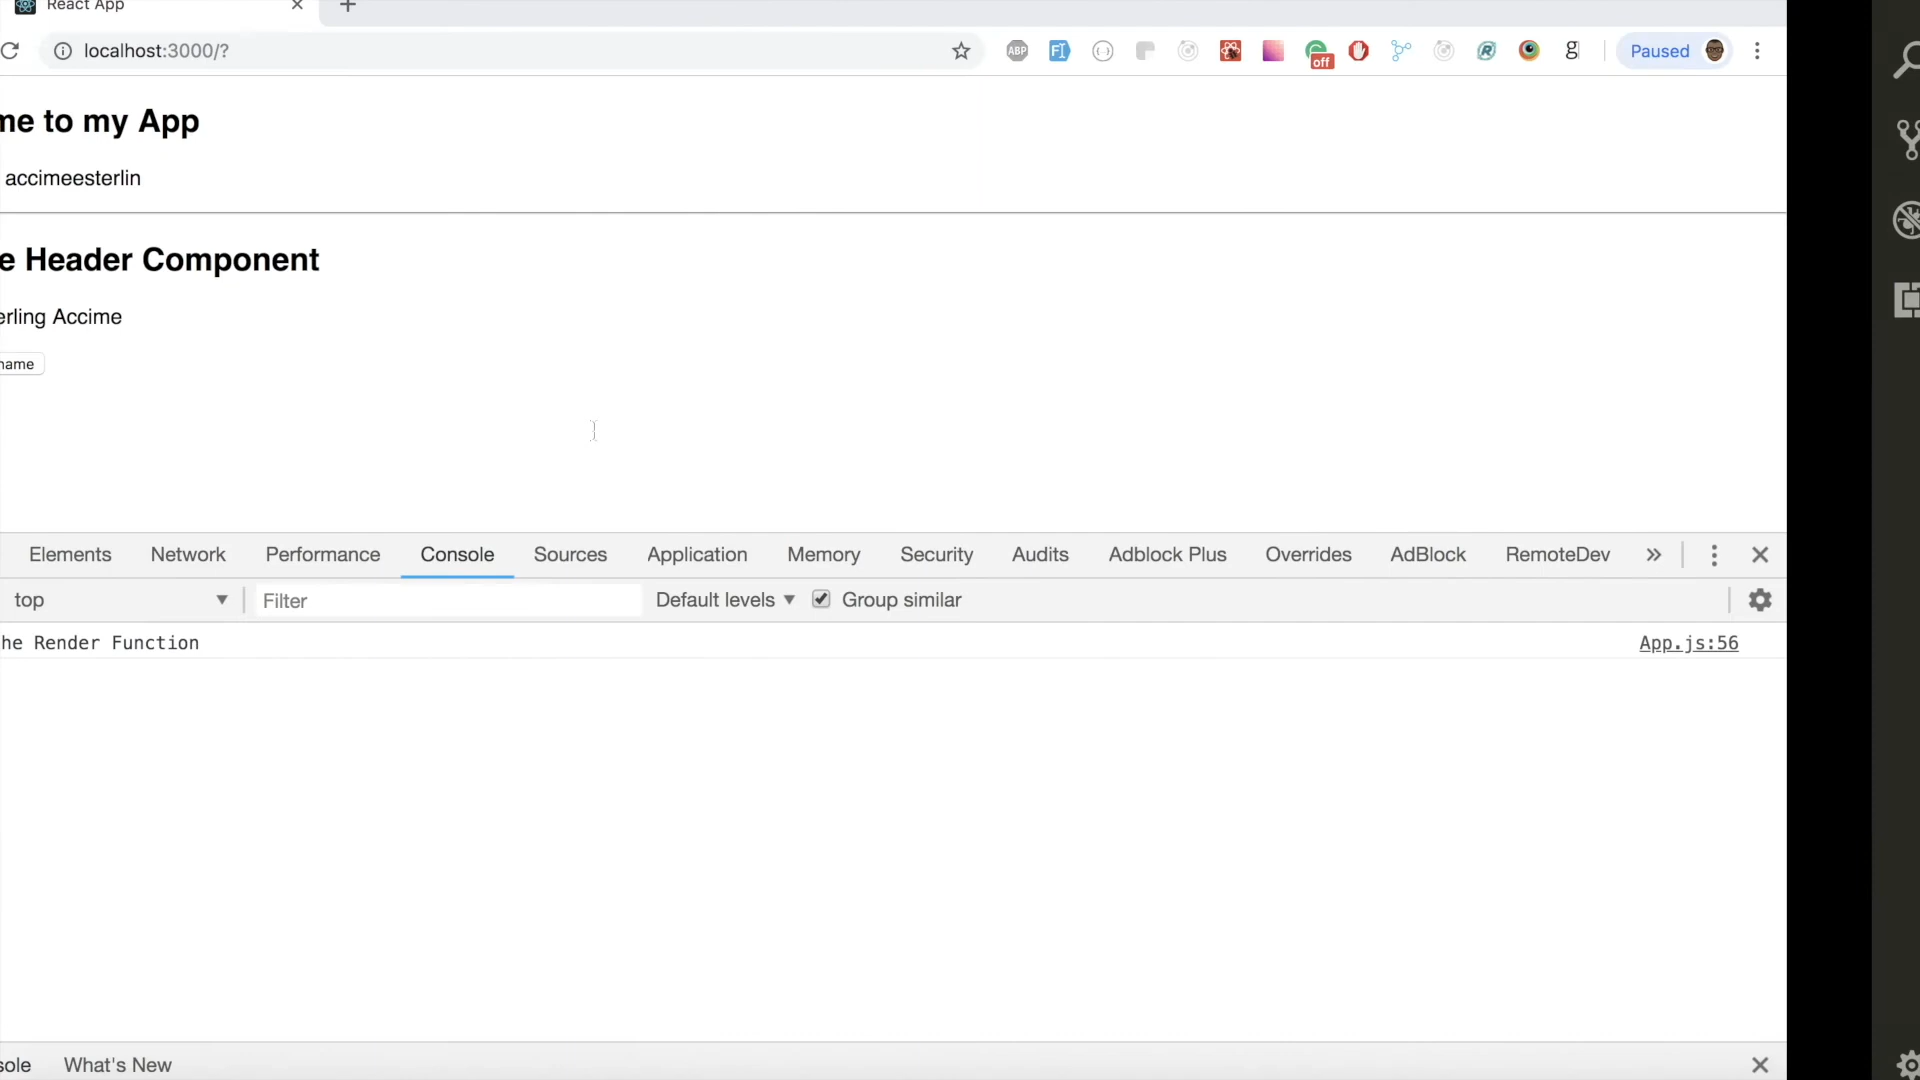 React App
localhost:3000/?
ABP
off
g
Paused
me to my App
accimeesterlin
e Header Component
erling Accime
name
Elements Network Performance Console Sources Application Memory Security Audits Adblock Plus Overrides AdBlock RemoteDev »
top Filter Default levels Group similar
he Render Function App.js:56
sole What's New